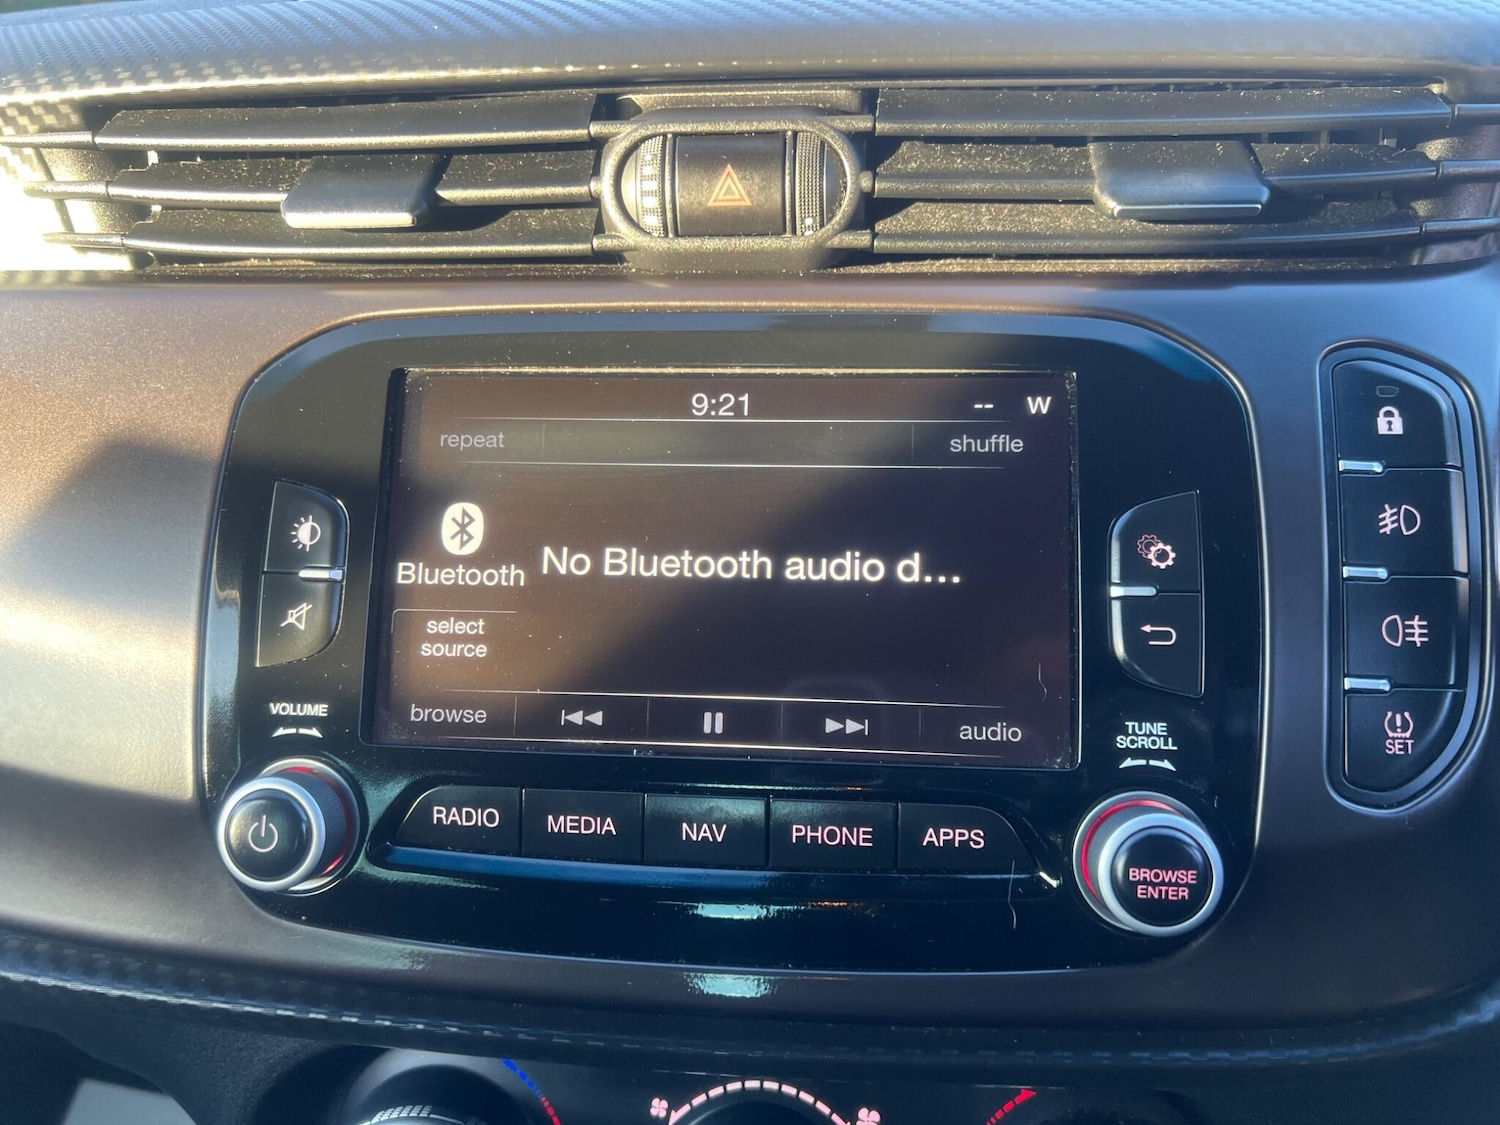 9:21 -- W
repeat
shuffle
Bluetooth
No Bluetooth audio d...
select
source
browse
audio
VOLUME
TUNE
SCROLL
RADIO
MEDIA
NAV
PHONE
APPS
BROWSE
ENTER
SET